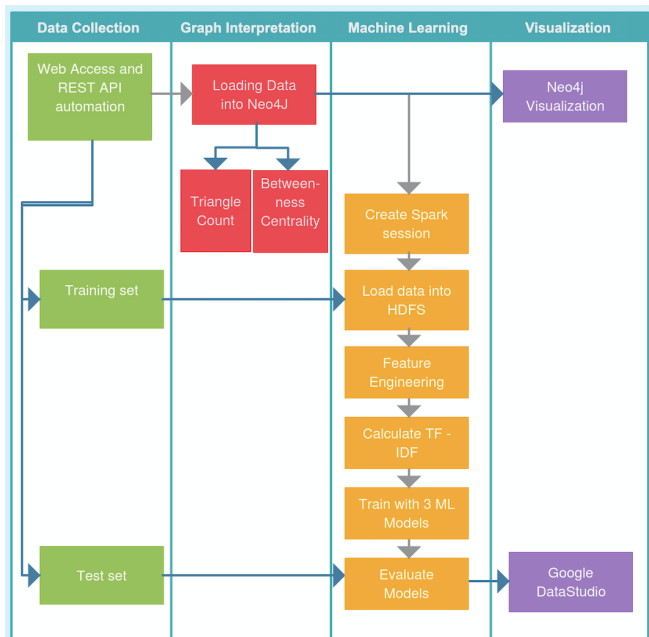 Data Collection
Graph Interpretation
Machine Learning
Visualization
Web Access and
REST API
automation
Loading Data
into Neo4J
Neo4j
Visualization
Triangle
Count
Between-
ness
Centrality
Create Spark
session
Training set
Load data into
HDFS
Feature
Engineering
Calculate TF -
IDF
Train with 3 ML
Models
Test set
Evaluate
Models
Google
DataStudio